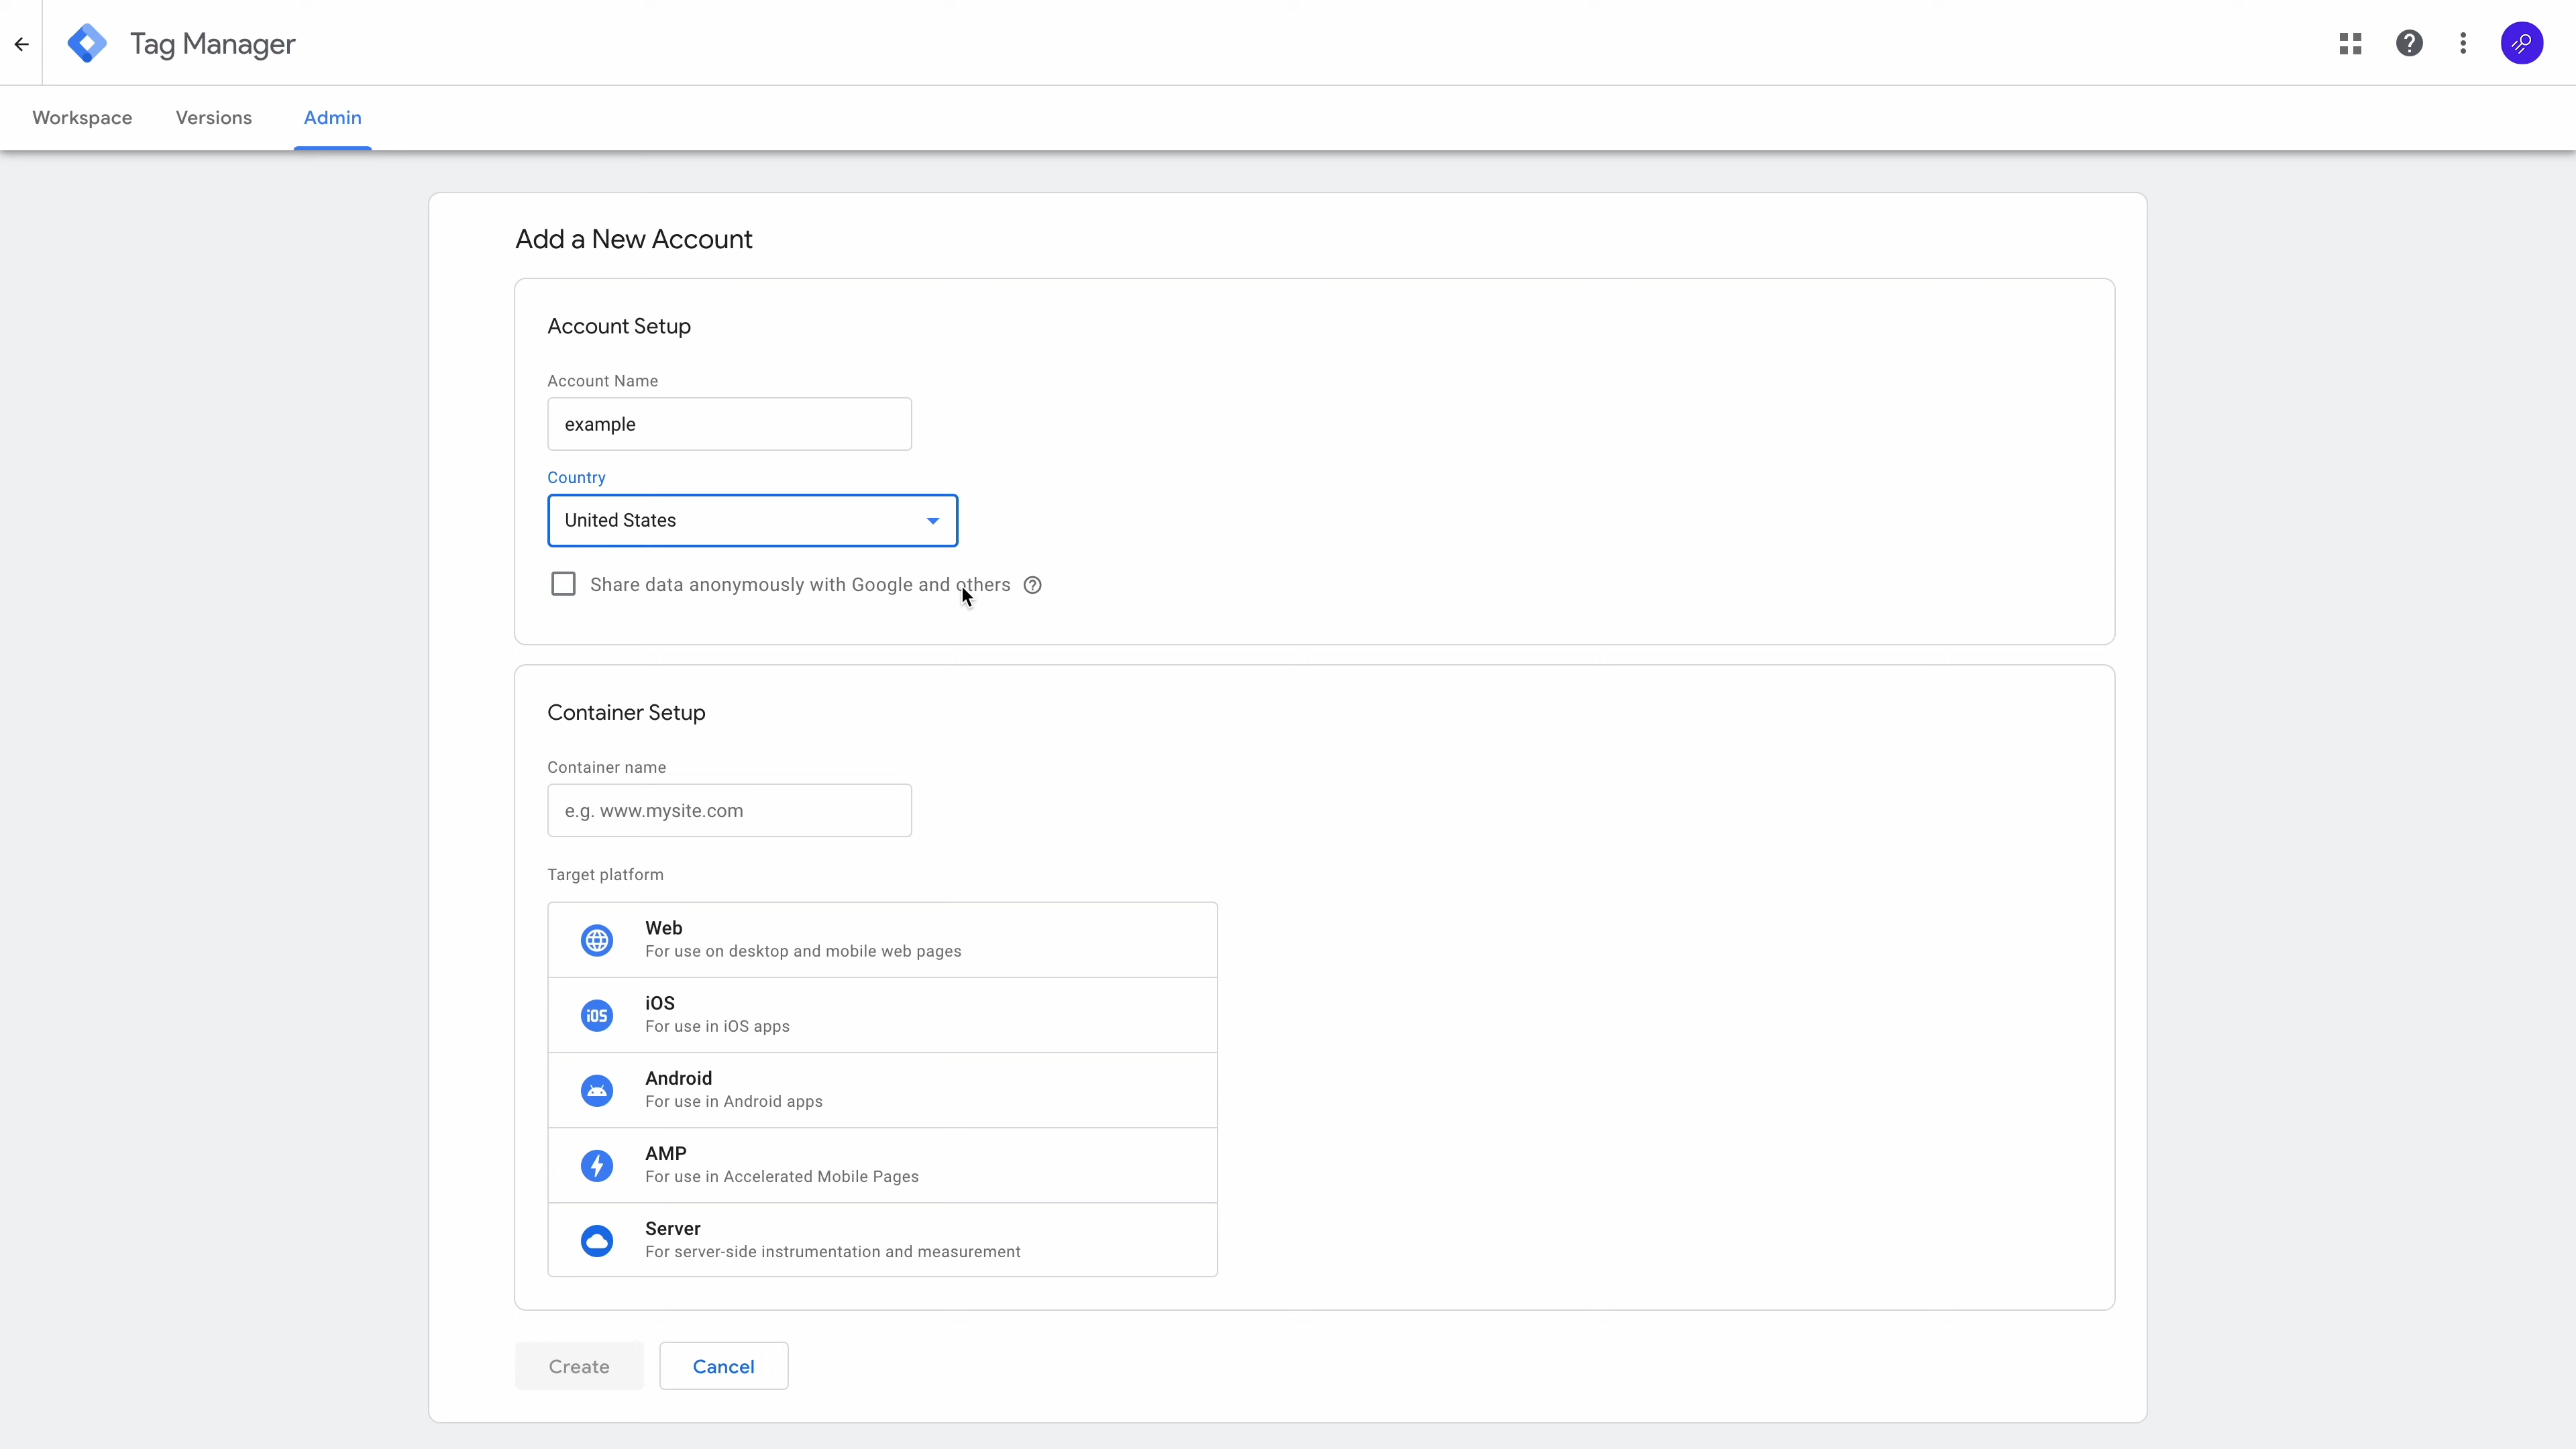 Tag Manager
Workspace
Versions
Admin
Add a New Account
Account Setup
Account Name
example
Country
United States
Share data anonymously with Google and others
Container Setup
Container name
e.g. www.mysite.com
Target platform
Web
For use on desktop and mobile web pages
iOS
iOS
For use in iOS apps
Android
For use in Android apps
AMP
For use in Accelerated Mobile Pages
Server
For server-side instrumentation and measurement
Create
Cancel